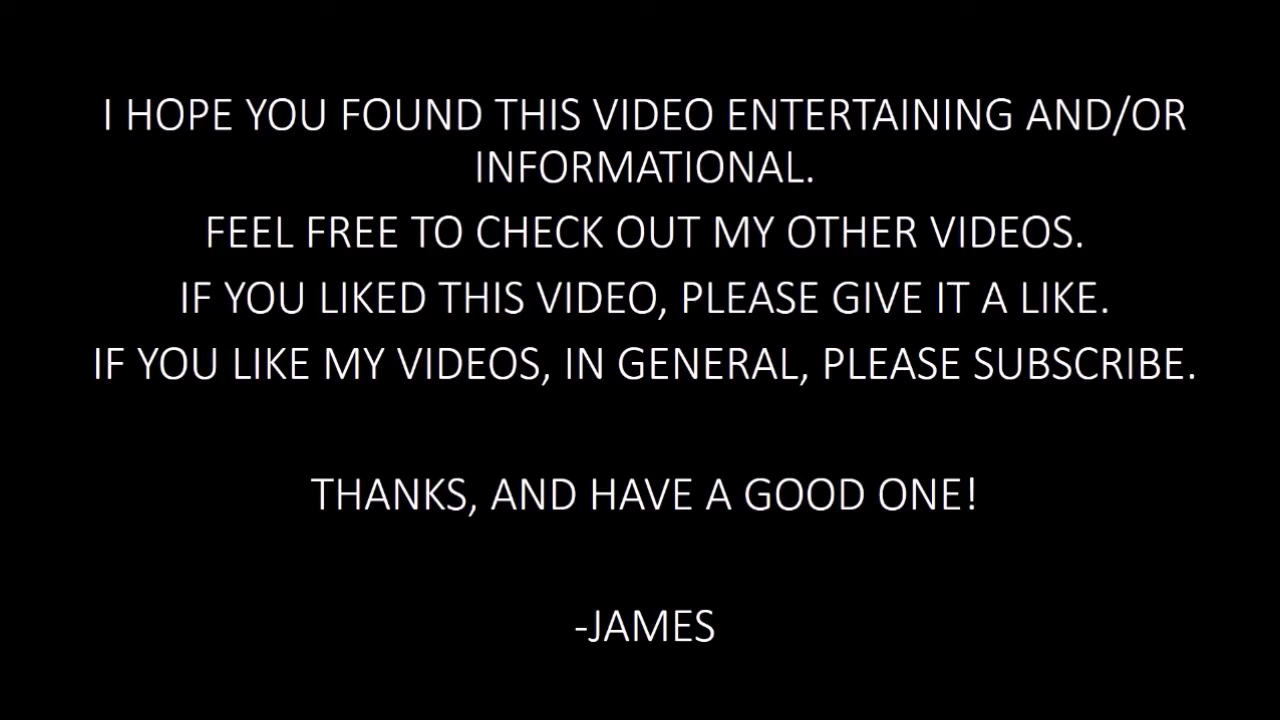 I HOPE YOU FOUND THIS VIDEO ENTERTAINING AND/OR
INFORMATIONAL.
FEEL FREE TO CHECK OUT MY OTHER VIDEOS.
IF YOU LIKED THIS VIDEO, PLEASE GIVE IT A LIKE.
IF YOU LIKE MY VIDEOS, IN GENERAL, PLEASE SUBSCRIBE.
THANKS, AND HAVE A GOOD ONE!
-JAMES